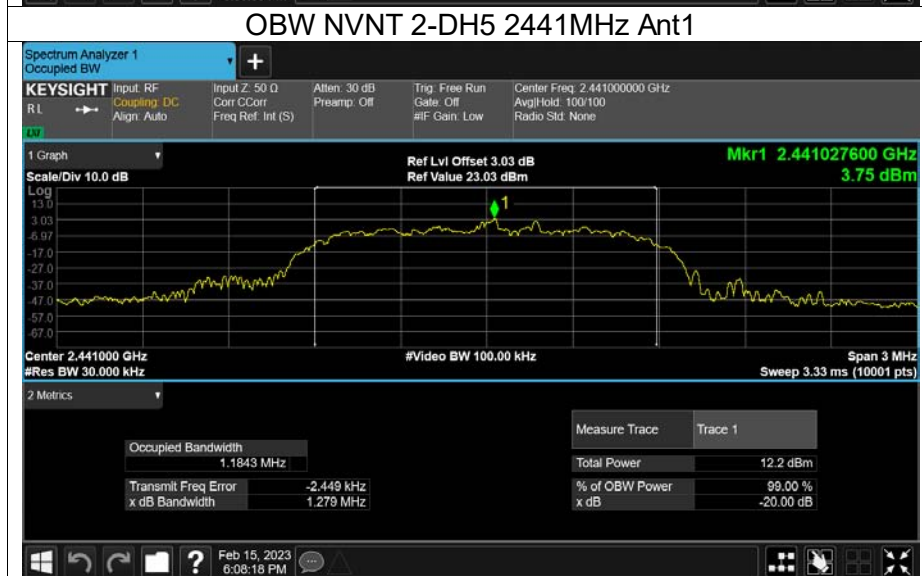 OBW NVNT 2-DH5 2441MHz Ant1
Spectrum Analyzer 1
Occupied BW
+
KEYSIGHT
Input: RF
Coupling: DC
Align: Auto
R L
LXI
Input Z: 50 Ω
Corr CCorr
Freq Ref: Int (S)
Atten: 30 dB
Preamp: Off
Trig: Free Run
Gate: Off
#IF Gain: Low
Center Freq: 2.441000000 GHz
Avg|Hold: 100/100
Radio Std: None
1 Graph
Scale/Div 10.0 dB
Ref Lvl Offset 3.03 dB
Ref Value 23.03 dBm
Mkr1 2.441027600 GHz
3.75 dBm
Log
13.0
3.03
-6.97
-17.0
-27.0
-37.0
-47.0
-57.0
-67.0
1
Center 2.441000 GHz
#Res BW 30.000 kHz
#Video BW 100.00 kHz
Span 3 MHz
Sweep 3.33 ms (10001 pts)
2 Metrics
Measure Trace Trace 1
Occupied Bandwidth
1.1843 MHz
Total Power 12.2 dBm
Transmit Freq Error -2.449 kHz
% of OBW Power 99.00 %
x dB Bandwidth 1.279 MHz
x dB -20.00 dB
?
Feb 15, 2023
6:08:18 PM